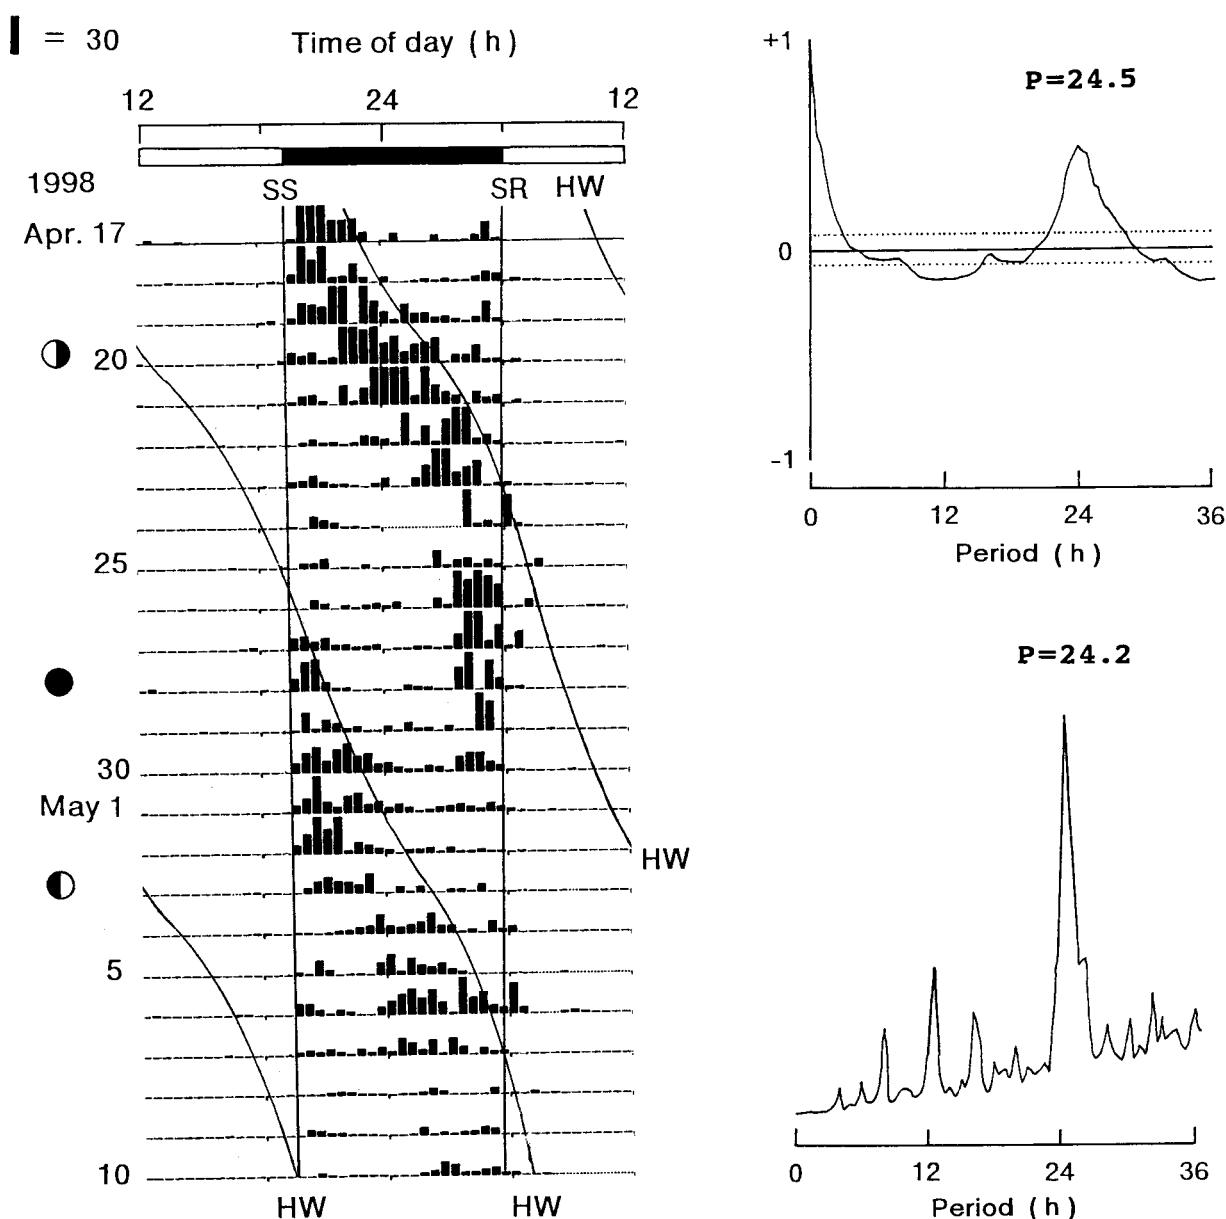 = 30
Time of day (h)
12 24 12
1998
SS SR HW
Apr. 17
20
25
30
May 1
HW
5
10
HW HW
+1
P=24.5
0
-1
0 12 24 36
Period (h)
P=24.2
0 12 24 36
Period (h)